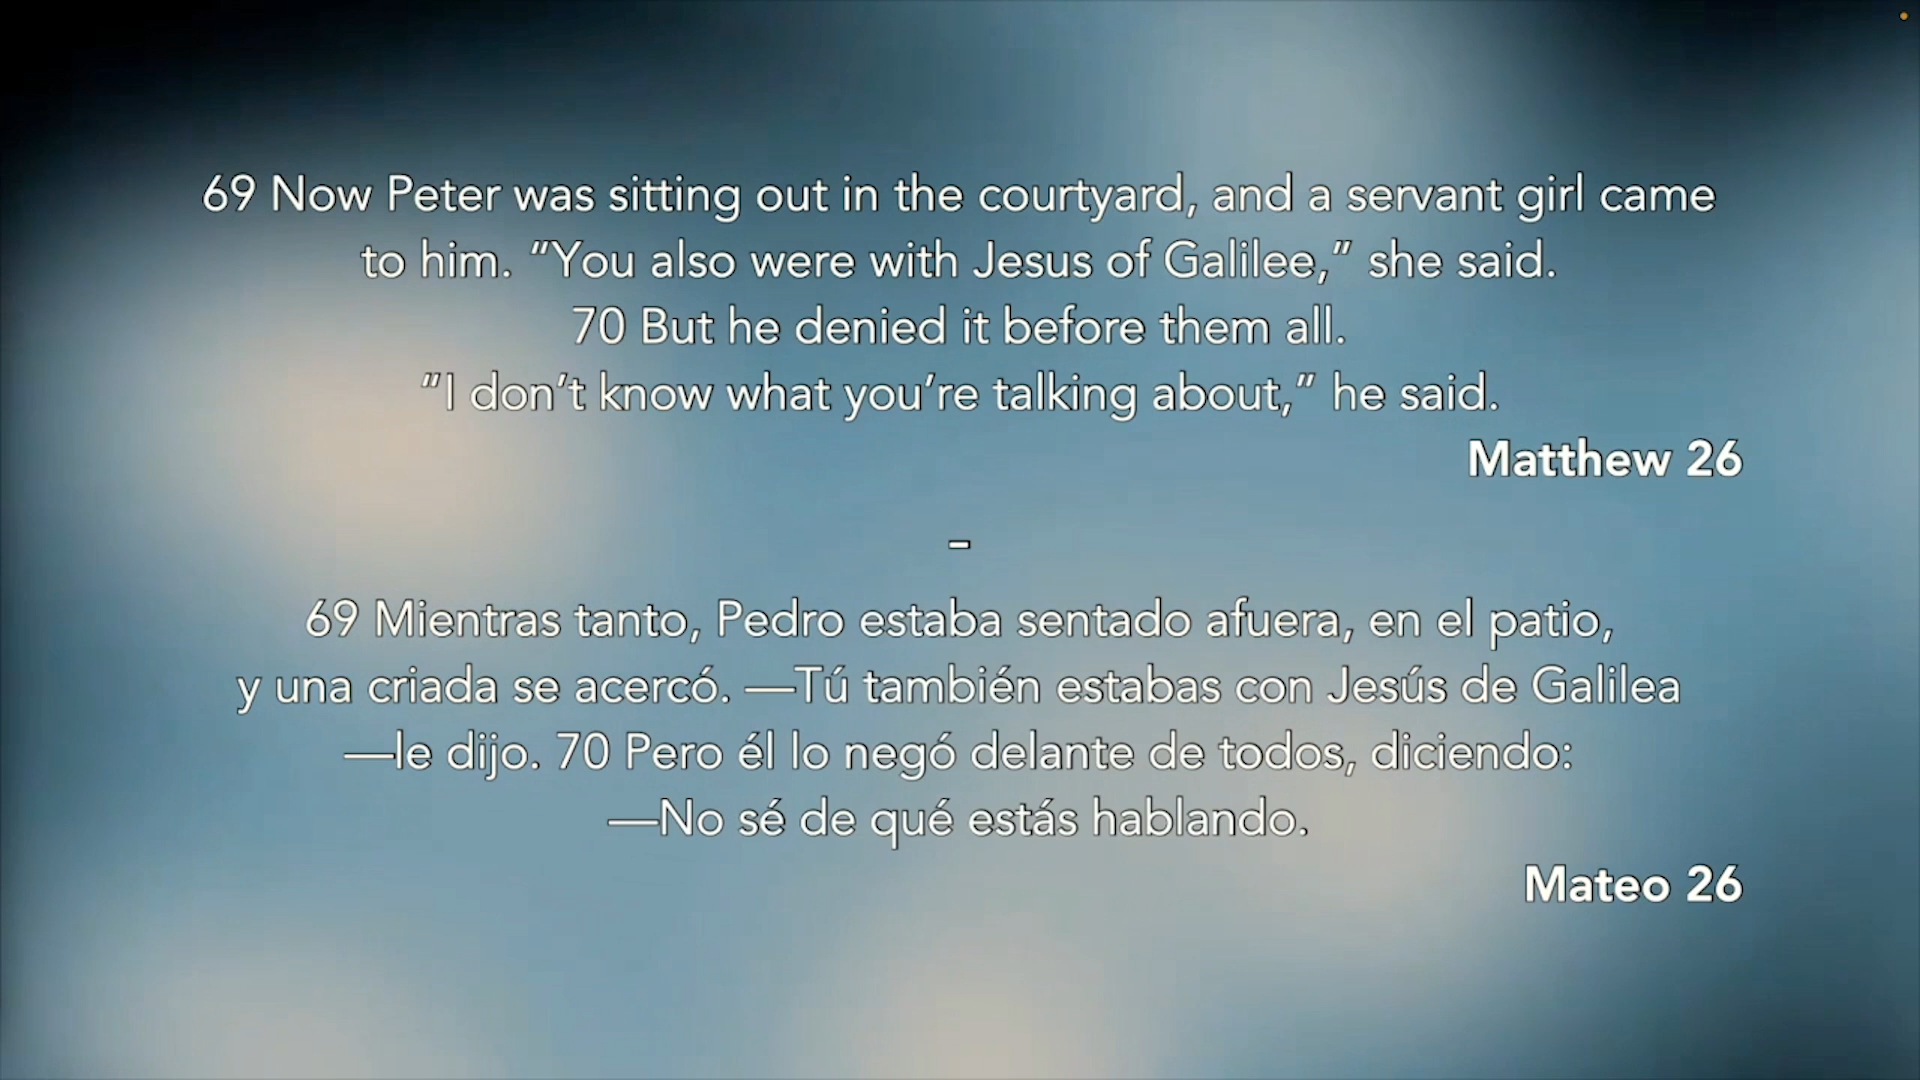 69 Now Peter was sitting out in the courtyard, and a servant girl came
to him. “You also were with Jesus of Galilee,” she said.
70 But he denied it before them all.
“I don’t know what you’re talking about,” he said.
Matthew 26
–
69 Mientras tanto, Pedro estaba sentado afuera, en el patio,
y una criada se acercó. —Tú también estabas con Jesús de Galilea
—le dijo. 70 Pero él lo negó delante de todos, diciendo:
—No sé de qué estás hablando.
Mateo 26